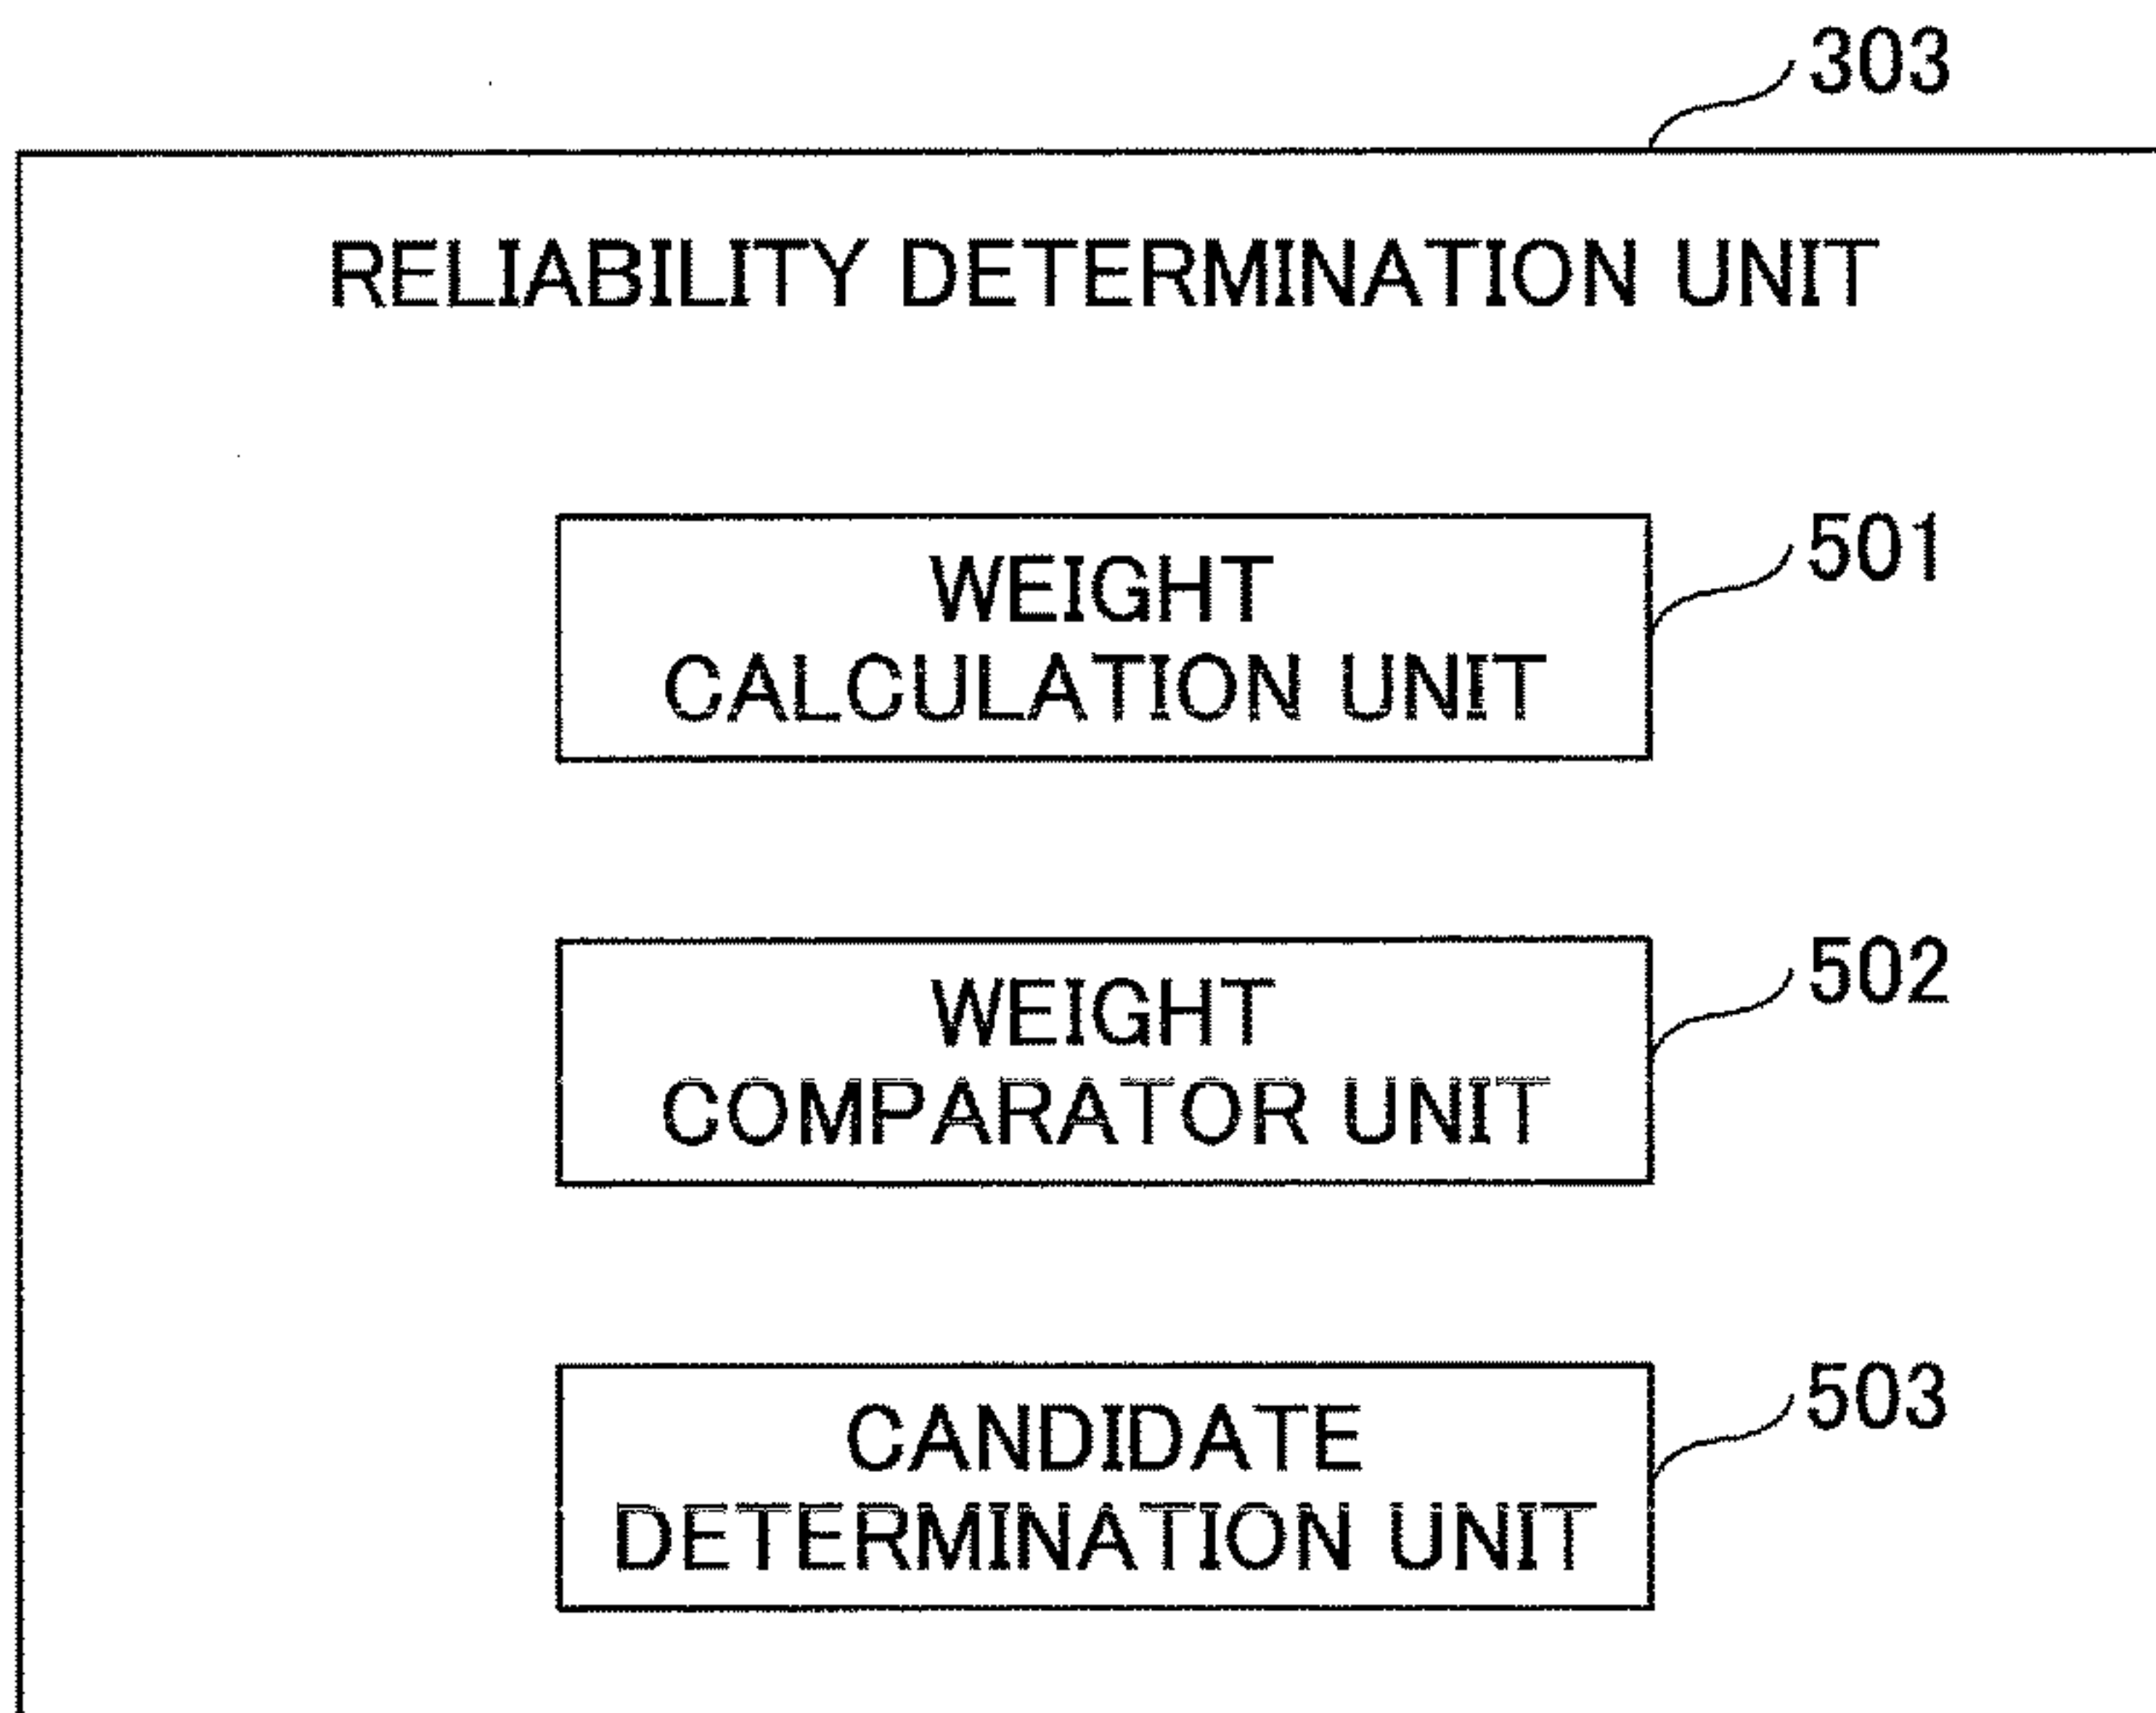 303
RELIABILITY DETERMINATION UNIT
501
WEIGHT
CALCULATION UNIT
502
WEIGHT
COMPARATOR UNIT
503
CANDIDATE
DETERMINATION UNIT